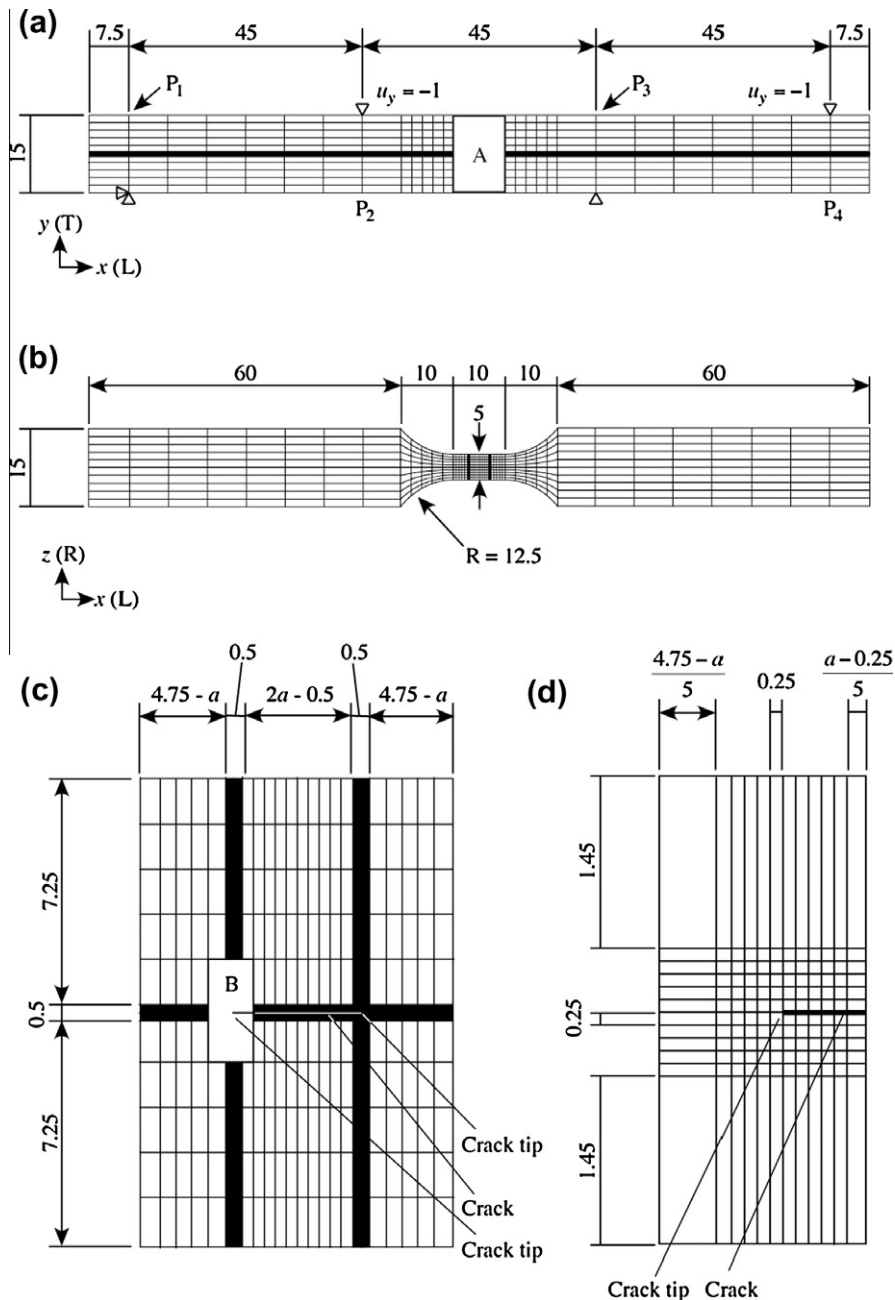 (a)
7.5 45 45 45 7.5
P1 uy = −1 P3 uy = −1
15
A
P2 P4
y (T)
x (L)
(b)
60 10 10 10 60
5
15
R = 12.5
z (R)
x (L)
(c)
0.5 0.5
4.75 - a 2a - 0.5 4.75 - a
7.25
B
0.5
7.25
Crack tip
Crack
Crack tip
(d)
4.75 – a
5
0.25
a – 0.25
5
1.45
0.25
1.45
Crack tip Crack